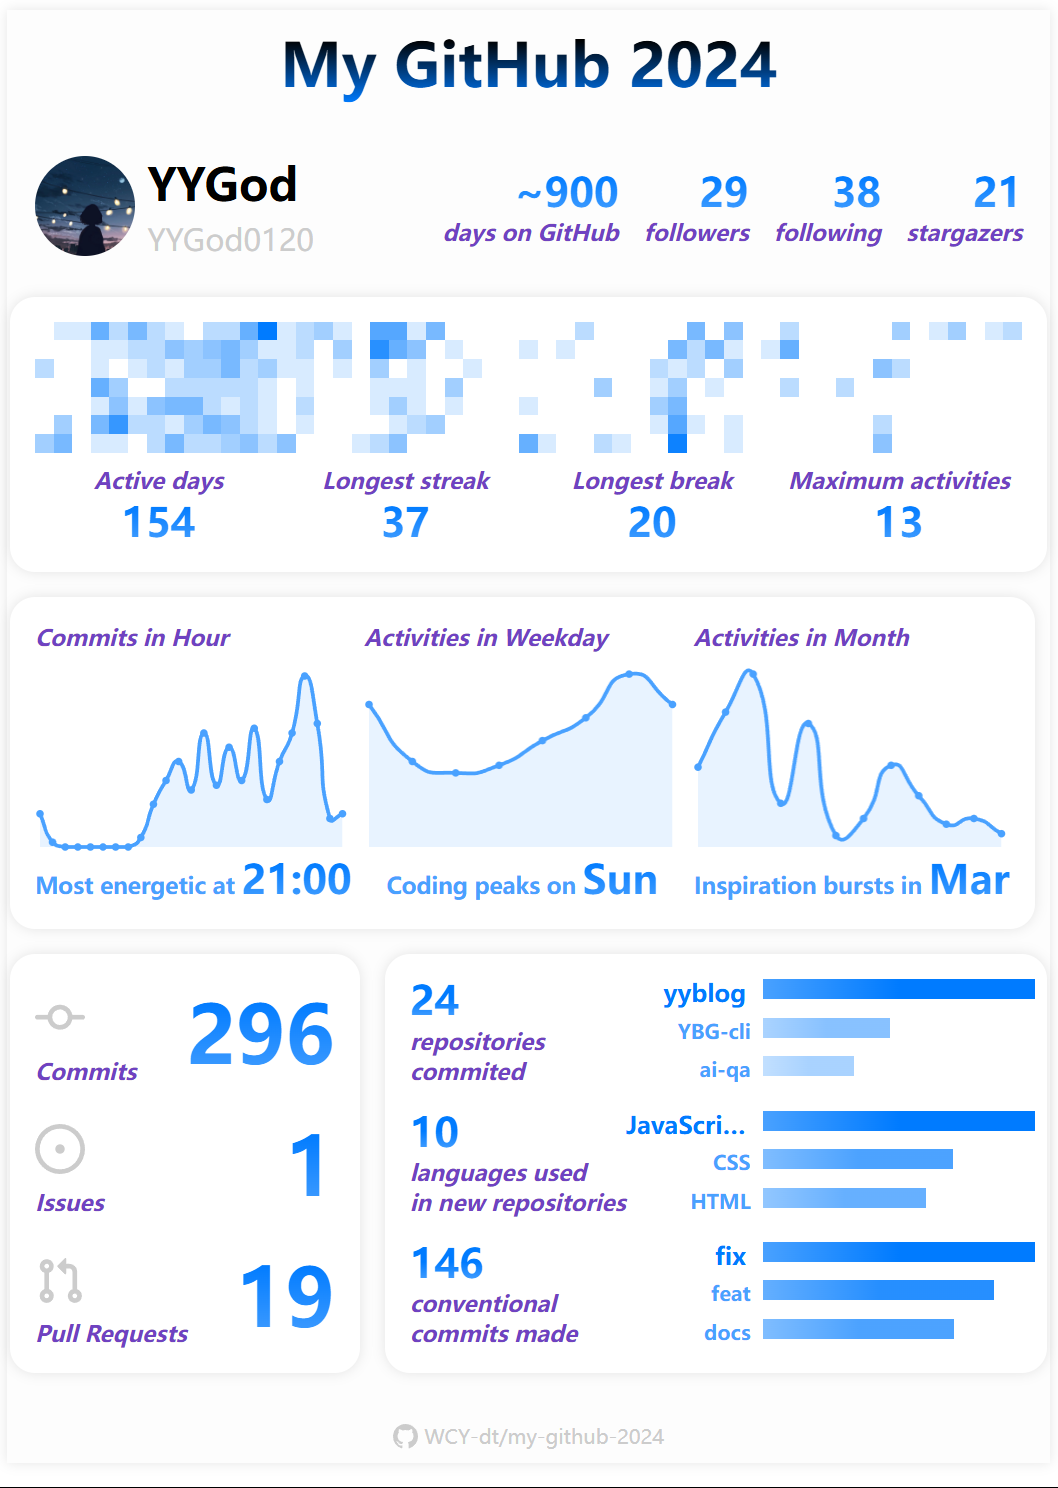 My GitHub 2024
YYGod
YYGod0120
~900 29 38 21
days on GitHub followers following stargazers
Active days Longest streak Longest break Maximum activities
154 37 20 13
Commits in Hour Activities in Weekday Activities in Month
Most energetic at 21:00 Coding peaks on Sun Inspiration bursts in Mar
296
Commits
1
Issues
19
Pull Requests
24
repositories
commited
yyblog
YBG-cli
ai-qa
10
languages used
in new repositories
JavaScri...
CSS
HTML
146
conventional
commits made
fix
feat
docs
WCY-dt/my-github-2024